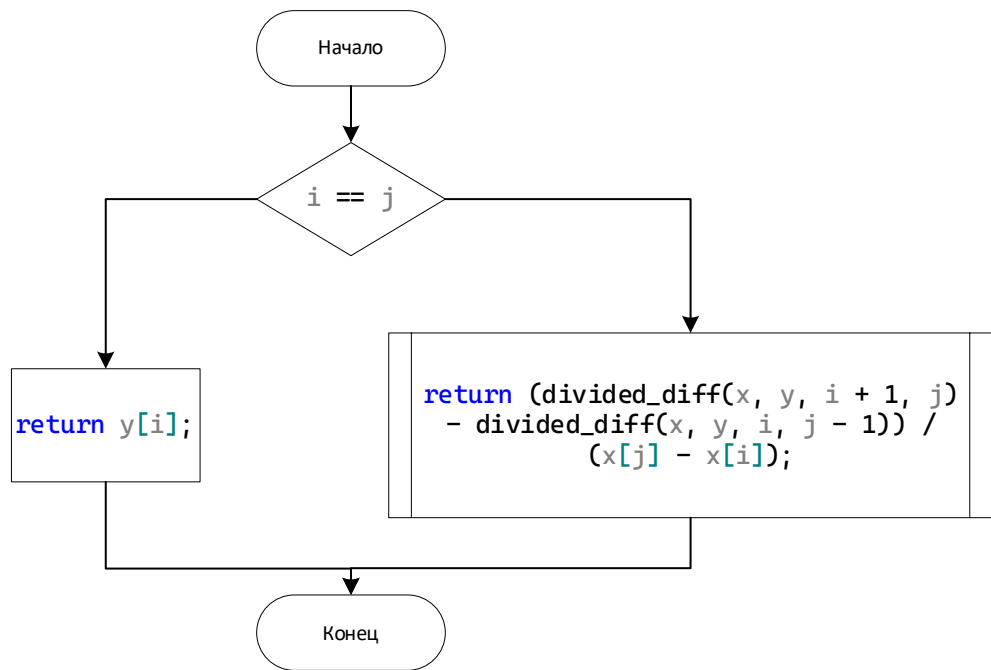 Начало
i == j
return y[i];
return (divided_diff(x, y, i + 1, j)
- divided_diff(x, y, i, j - 1)) /
(x[j] - x[i]);
Конец